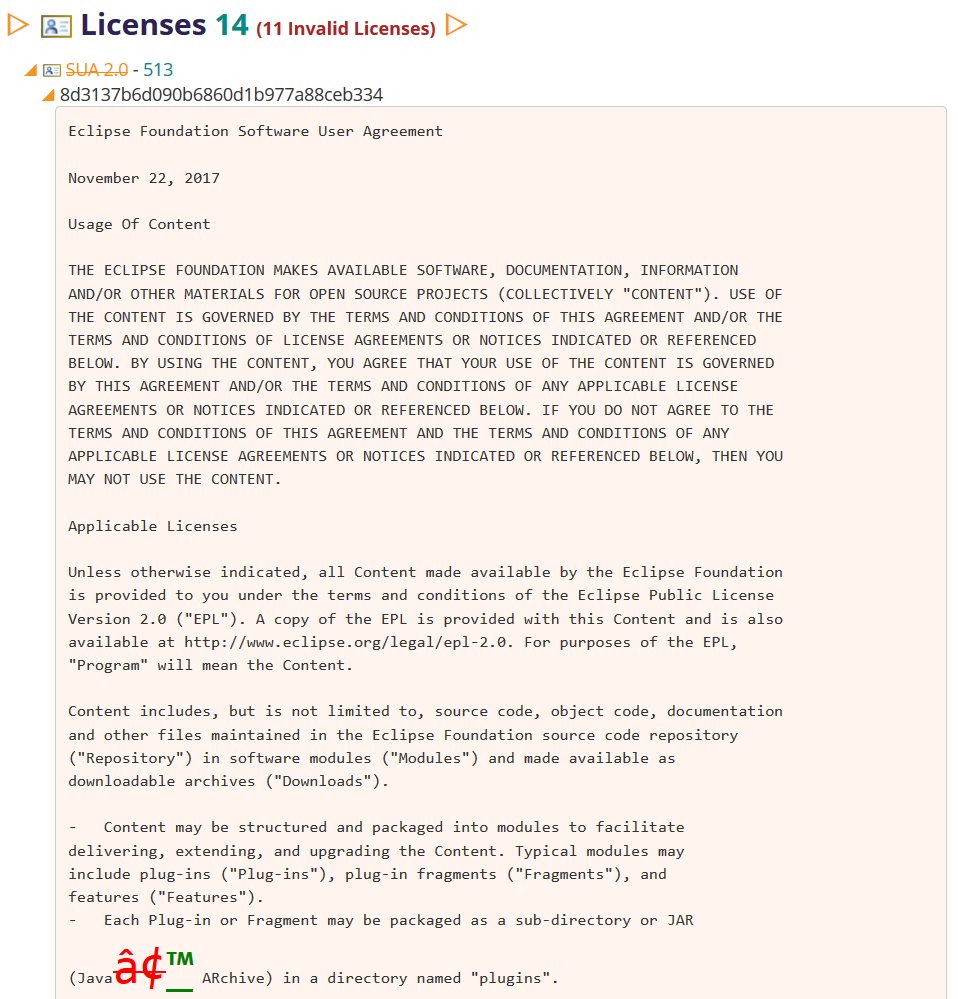 Licenses 14 (11 Invalid Licenses)
SUA 2.0 - 513
8d3137b6d090b6860d1b977a88ceb334
Eclipse Foundation Software User Agreement
November 22, 2017
Usage Of Content
THE ECLIPSE FOUNDATION MAKES AVAILABLE SOFTWARE, DOCUMENTATION, INFORMATION
AND/OR OTHER MATERIALS FOR OPEN SOURCE PROJECTS (COLLECTIVELY "CONTENT"). USE OF
THE CONTENT IS GOVERNED BY THE TERMS AND CONDITIONS OF THIS AGREEMENT AND/OR THE
TERMS AND CONDITIONS OF LICENSE AGREEMENTS OR NOTICES INDICATED OR REFERENCED
BELOW. BY USING THE CONTENT, YOU AGREE THAT YOUR USE OF THE CONTENT IS GOVERNED
BY THIS AGREEMENT AND/OR THE TERMS AND CONDITIONS OF ANY APPLICABLE LICENSE
AGREEMENTS OR NOTICES INDICATED OR REFERENCED BELOW. IF YOU DO NOT AGREE TO THE
TERMS AND CONDITIONS OF THIS AGREEMENT AND THE TERMS AND CONDITIONS OF ANY
APPLICABLE LICENSE AGREEMENTS OR NOTICES INDICATED OR REFERENCED BELOW, THEN YOU
MAY NOT USE THE CONTENT.
Applicable Licenses
Unless otherwise indicated, all Content made available by the Eclipse Foundation
is provided to you under the terms and conditions of the Eclipse Public License
Version 2.0 ("EPL"). A copy of the EPL is provided with this Content and is also
available at http://www.eclipse.org/legal/epl-2.0. For purposes of the EPL,
"Program" will mean the Content.
Content includes, but is not limited to, source code, object code, documentation
and other files maintained in the Eclipse Foundation source code repository
("Repository") in software modules ("Modules") and made available as
downloadable archives ("Downloads").
- Content may be structured and packaged into modules to facilitate
delivering, extending, and upgrading the Content. Typical modules may
include plug-ins ("Plug-ins"), plug-in fragments ("Fragments"), and
features ("Features").
- Each Plug-in or Fragment may be packaged as a sub-directory or JAR
(Javaâ¢™ ARchive) in a directory named "plugins".